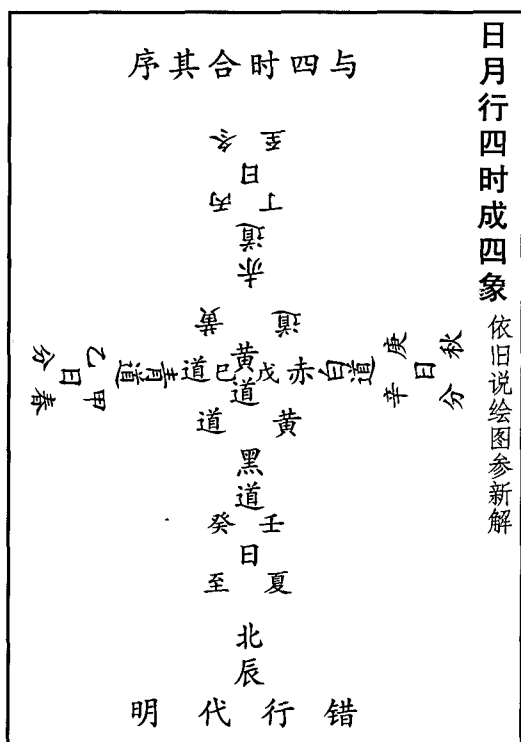 日月行四时成四象
依旧说绘图参新解
与四时合其序
冬至
日
丙丁
赤道
黄道
春分
日
甲乙
青道
黄道
赤道
己戊
白道
庚辛
日
秋分
黄道
黑道
壬癸
日
夏至
北辰
错行代明